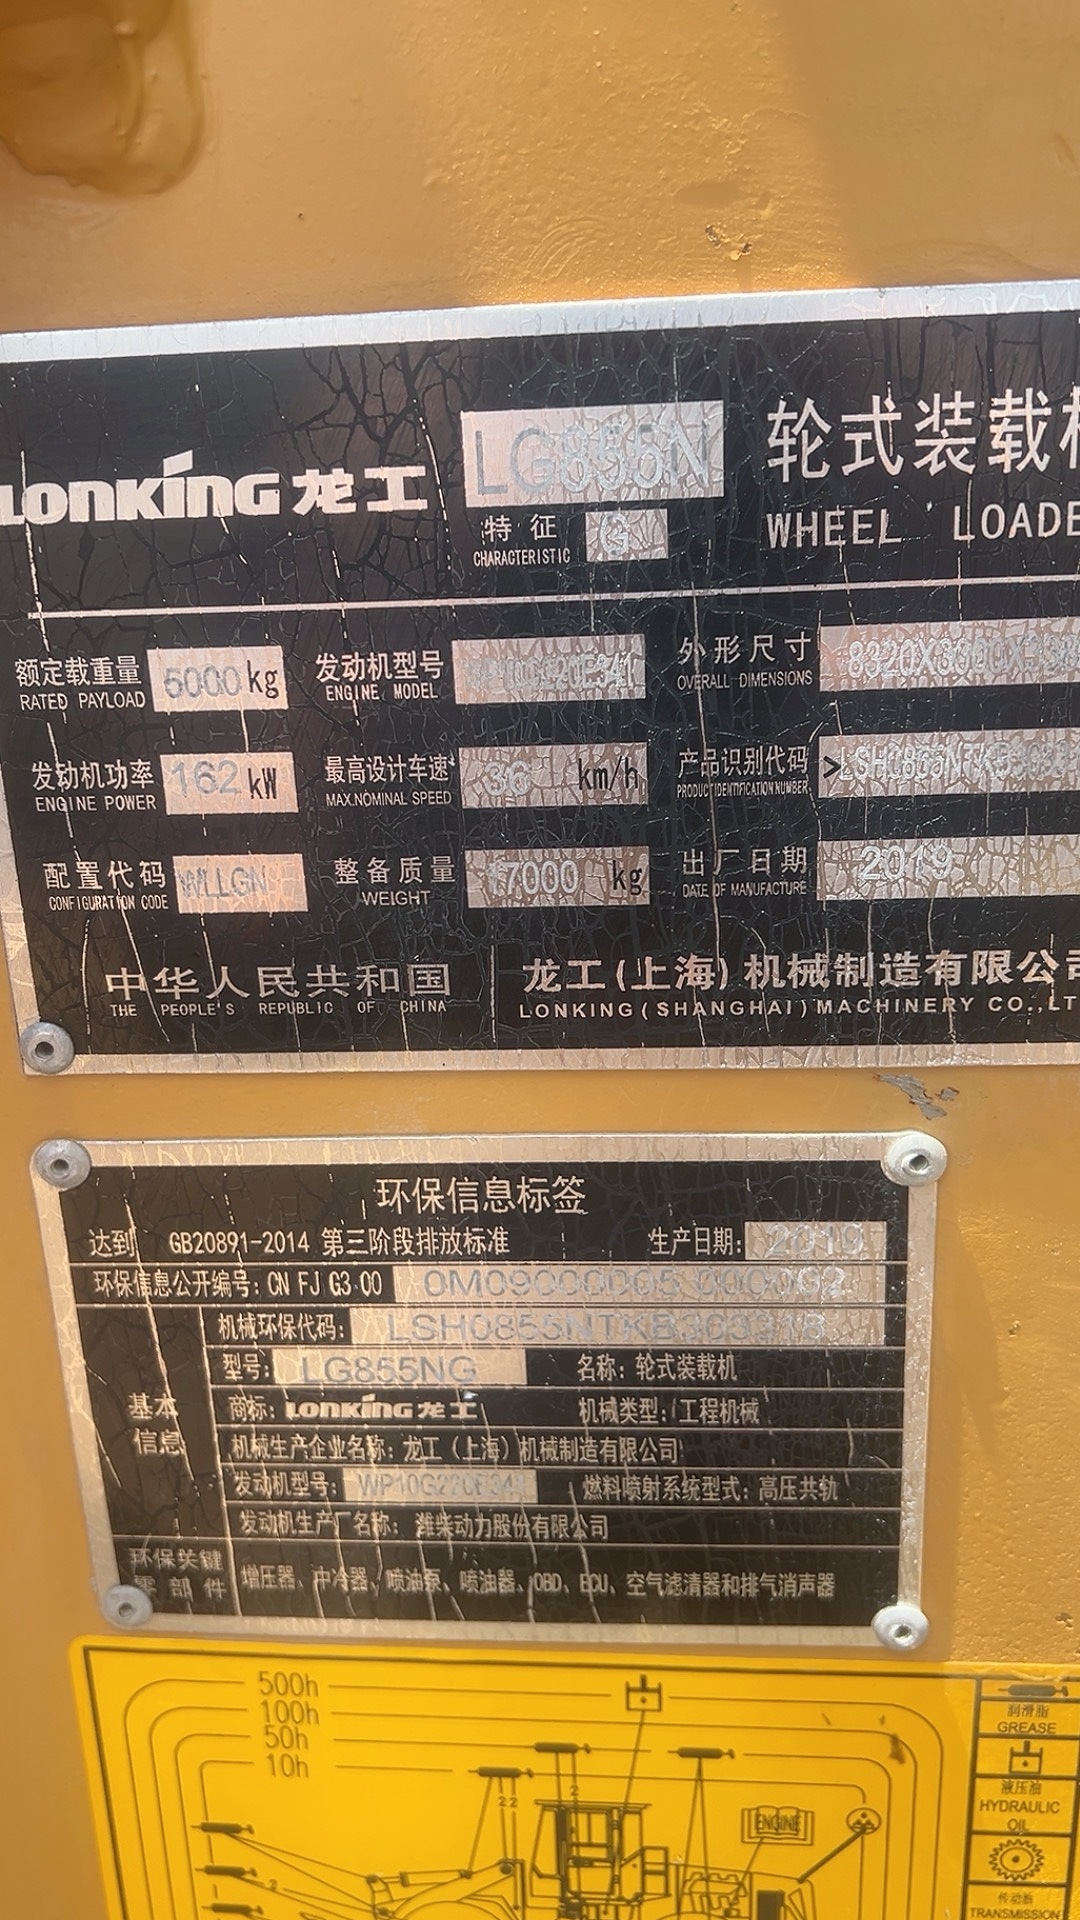 LONKING 龙工 LG855N 轮式装载
特征 G
CHARACTERISTIC
WHEEL LOADE
额定载重量 5000 kg
RATED PAYLOAD
发动机型号
ENGINE MODEL
外形尺寸
OVERALL DIMENSIONS
发动机功率 162 kW
ENGINE POWER
最高设计车速 36 km/h
MAX.NOMINAL SPEED
产品识别代码
PRODUCT IDENTIFICATION NUMBER
配置代码
CONFIGURATION CODE
整备质量 17000 kg
WEIGHT
出厂日期 2019
DATE OF MANUFACTURE
中华人民共和国
THE PEOPLE'S REPUBLIC OF CHINA
龙工(上海)机械制造有限公司
LONKING(SHANGHAI)MACHINERY CO.,LT
环保信息标签
达到 GB20891-2014 第三阶段排放标准 生产日期: 2019
环保信息公开编号: CN FJ G3 00
机械环保代码:
型号: LG855NG 名称: 轮式装载机
基本信息
商标: LONKING 龙工 机械类型: 工程机械
机械生产企业名称: 龙工(上海)机械制造有限公司
发动机型号: 燃料喷射系统型式: 高压共轨
发动机生产厂名称: 潍柴动力股份有限公司
环保关键零部件
增压器、中冷器、喷油泵、喷油器、OBD、ECU、空气滤清器和排气消声器
500h
100h
50h
10h
2 2
2
2
ENGINE
润滑脂
GREASE
液压油
HYDRAULIC
OIL
传动油
TRANSMISSION